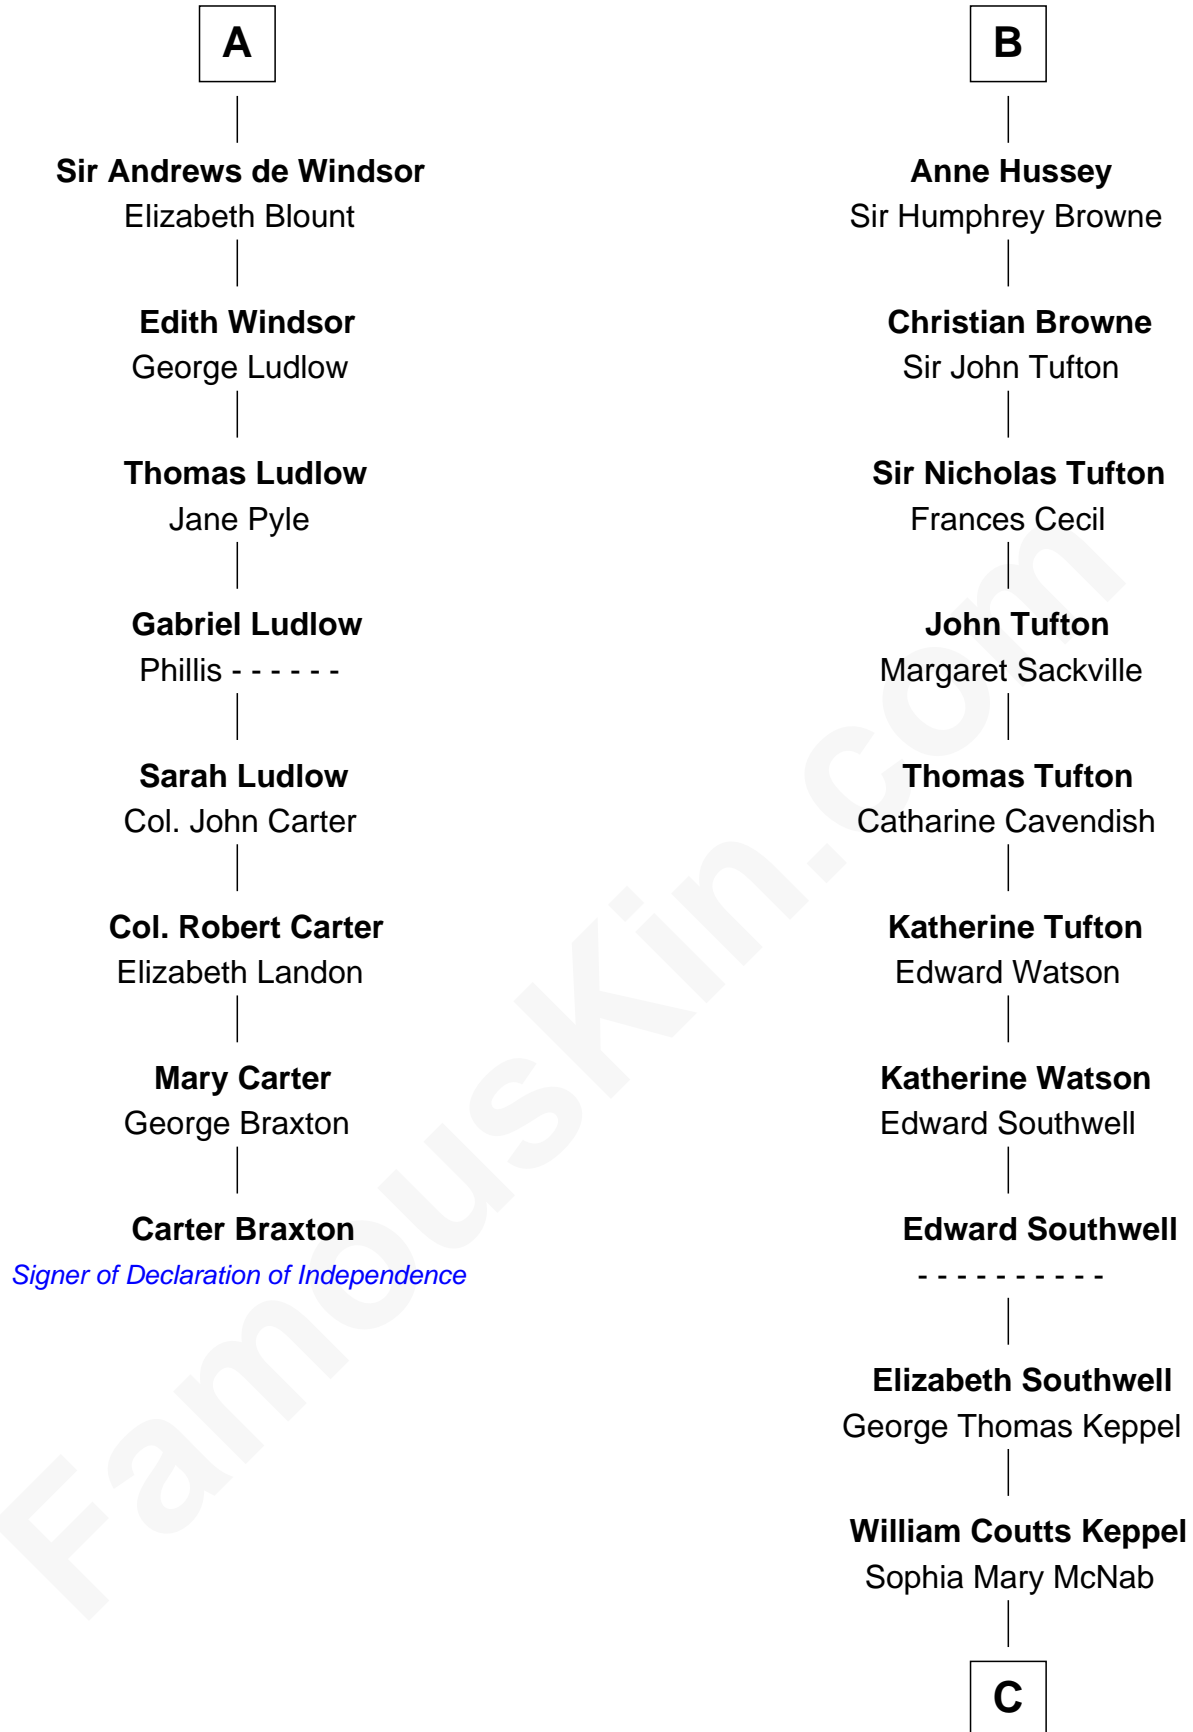 A
Sir Andrews de Windsor
Elizabeth Blount
Edith Windsor
George Ludlow
Thomas Ludlow
Jane Pyle
Gabriel Ludlow
Phillis - - - - - -
Sarah Ludlow
Col. John Carter
Col. Robert Carter
Elizabeth Landon
Mary Carter
George Braxton
Carter Braxton
Signer of Declaration of Independence
B
Anne Hussey
Sir Humphrey Browne
Christian Browne
Sir John Tufton
Sir Nicholas Tufton
Frances Cecil
John Tufton
Margaret Sackville
Thomas Tufton
Catharine Cavendish
Katherine Tufton
Edward Watson
Katherine Watson
Edward Southwell
Edward Southwell
- - - - - - - - - -
Elizabeth Southwell
George Thomas Keppel
William Coutts Keppel
Sophia Mary McNab
C
FamousKin.com